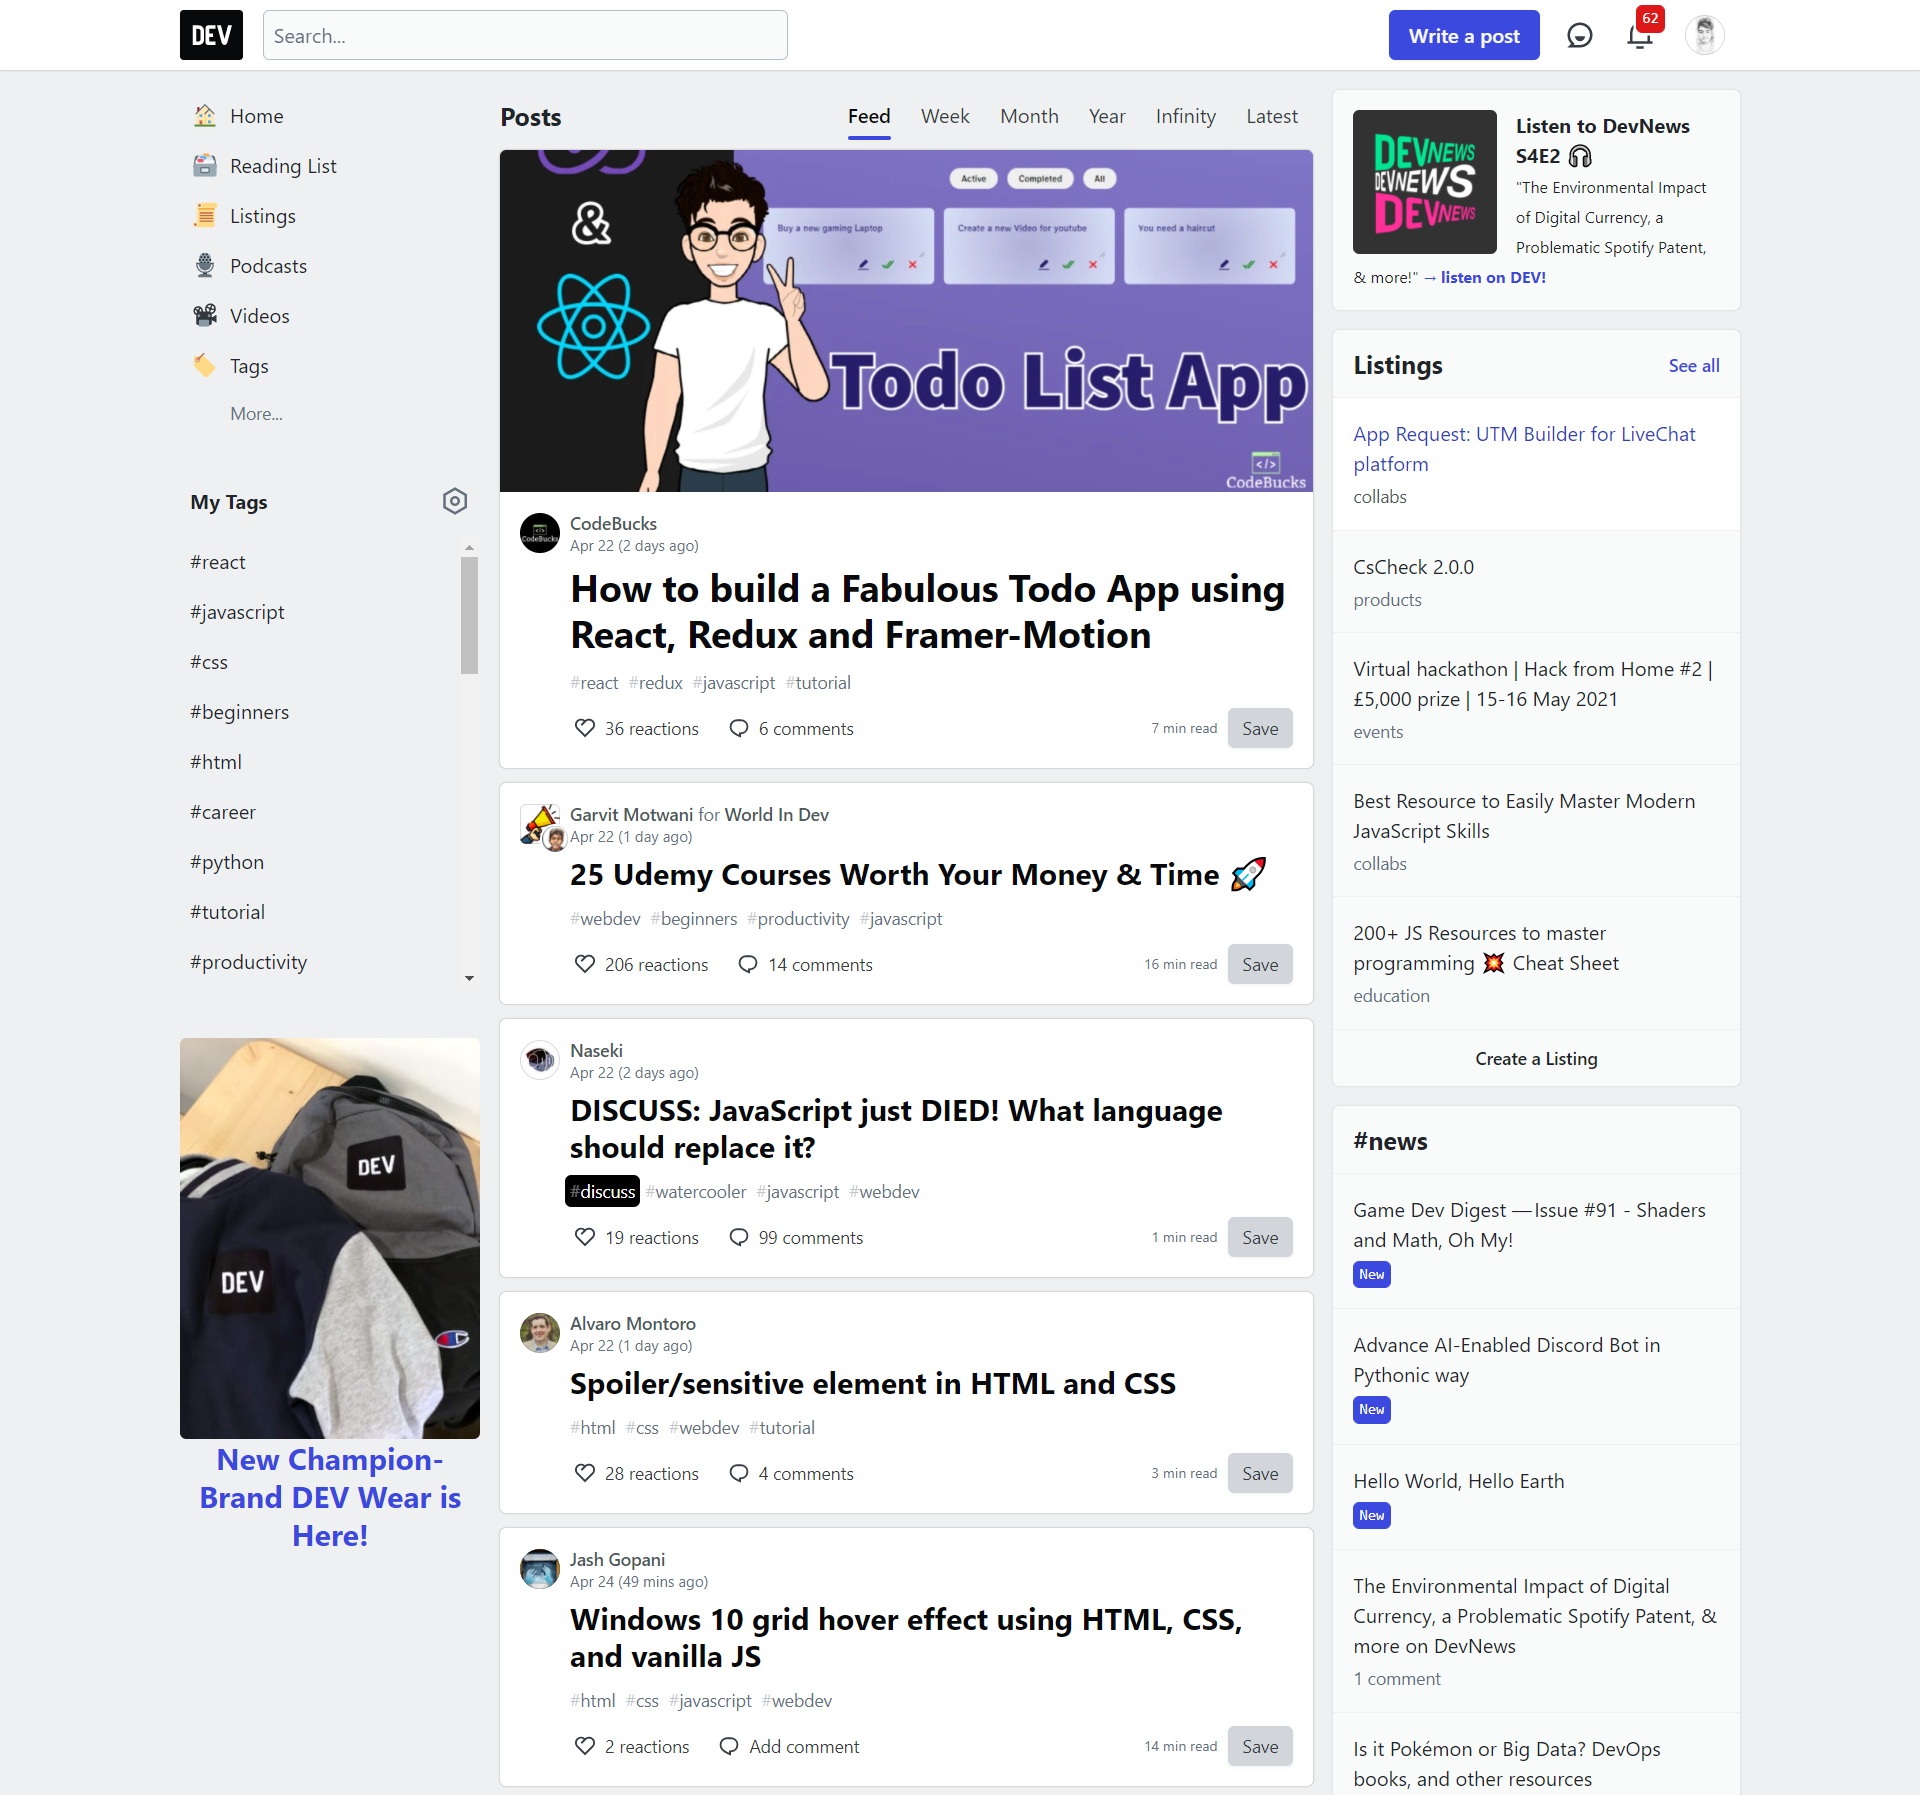 DEV
Search...
Write a post
62
Home
Reading List
Listings
Podcasts
Videos
Tags
More...
My Tags
#react
#javascript
#css
#beginners
#html
#career
#python
#tutorial
#productivity
DEV
DEV
New Champion-
Brand DEV Wear is
Here!
Posts
Feed Week Month Year Infinity Latest
Active Completed All
&
Buy a new gaming Laptop
Create a new Video for youtube
You need a haircut
Todo List App
</>
CodeBucks
CodeBucks
CodeBucks
Apr 22 (2 days ago)
How to build a Fabulous Todo App using
React, Redux and Framer-Motion
#react #redux #javascript #tutorial
36 reactions 6 comments 7 min read Save
Garvit Motwani for World In Dev
Apr 22 (1 day ago)
25 Udemy Courses Worth Your Money & Time 🚀
#webdev #beginners #productivity #javascript
206 reactions 14 comments 16 min read Save
Naseki
Apr 22 (2 days ago)
DISCUSS: JavaScript just DIED! What language
should replace it?
#discuss #watercooler #javascript #webdev
19 reactions 99 comments 1 min read Save
Alvaro Montoro
Apr 22 (1 day ago)
Spoiler/sensitive element in HTML and CSS
#html #css #webdev #tutorial
28 reactions 4 comments 3 min read Save
Jash Gopani
Apr 24 (49 mins ago)
Windows 10 grid hover effect using HTML, CSS,
and vanilla JS
#html #css #javascript #webdev
2 reactions Add comment 14 min read Save
DEVNEWS
DEVNEWS
DEVNEWS
Listen to DevNews
S4E2 🎧
"The Environmental Impact
of Digital Currency, a
Problematic Spotify Patent,
& more!" → listen on DEV!
Listings
See all
App Request: UTM Builder for LiveChat
platform
collabs
CsCheck 2.0.0
products
Virtual hackathon | Hack from Home #2 |
£5,000 prize | 15-16 May 2021
events
Best Resource to Easily Master Modern
JavaScript Skills
collabs
200+ JS Resources to master
programming 💥 Cheat Sheet
education
Create a Listing
#news
Game Dev Digest — Issue #91 - Shaders
and Math, Oh My!
New
Advance AI-Enabled Discord Bot in
Pythonic way
New
Hello World, Hello Earth
New
The Environmental Impact of Digital
Currency, a Problematic Spotify Patent, &
more on DevNews
1 comment
Is it Pokémon or Big Data? DevOps
books, and other resources